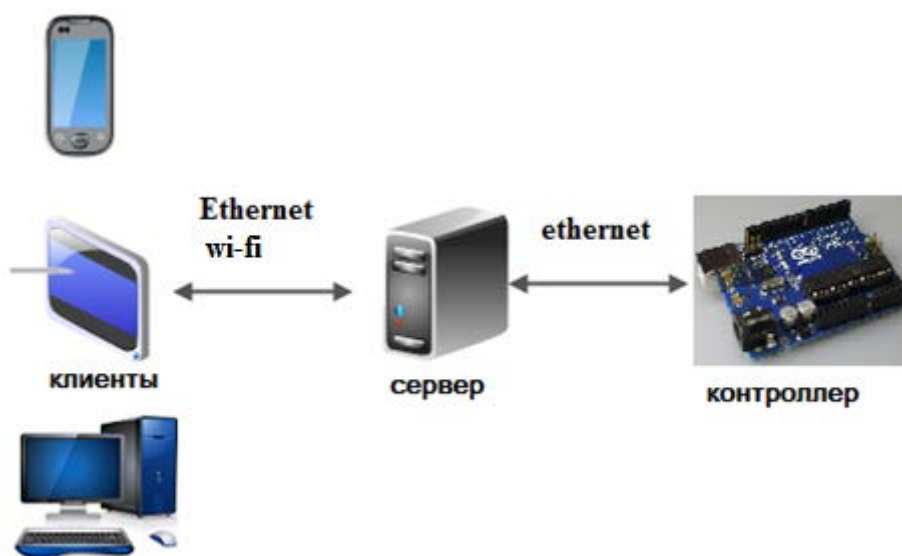 Ethernet
wi-fi
ethernet
клиенты
сервер
контроллер